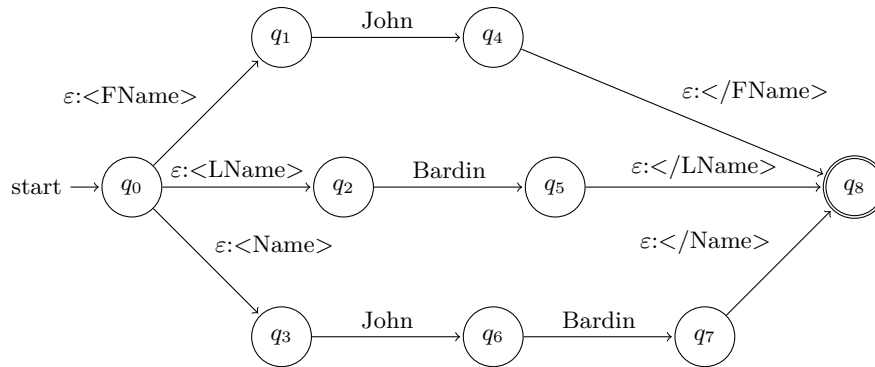 q1 John q4
ε:<FName> ε:</FName>
start q0 ε:<LName> q2 Bardin q5 ε:</LName> q8
ε:<Name> ε:</Name>
q3 John q6 Bardin q7